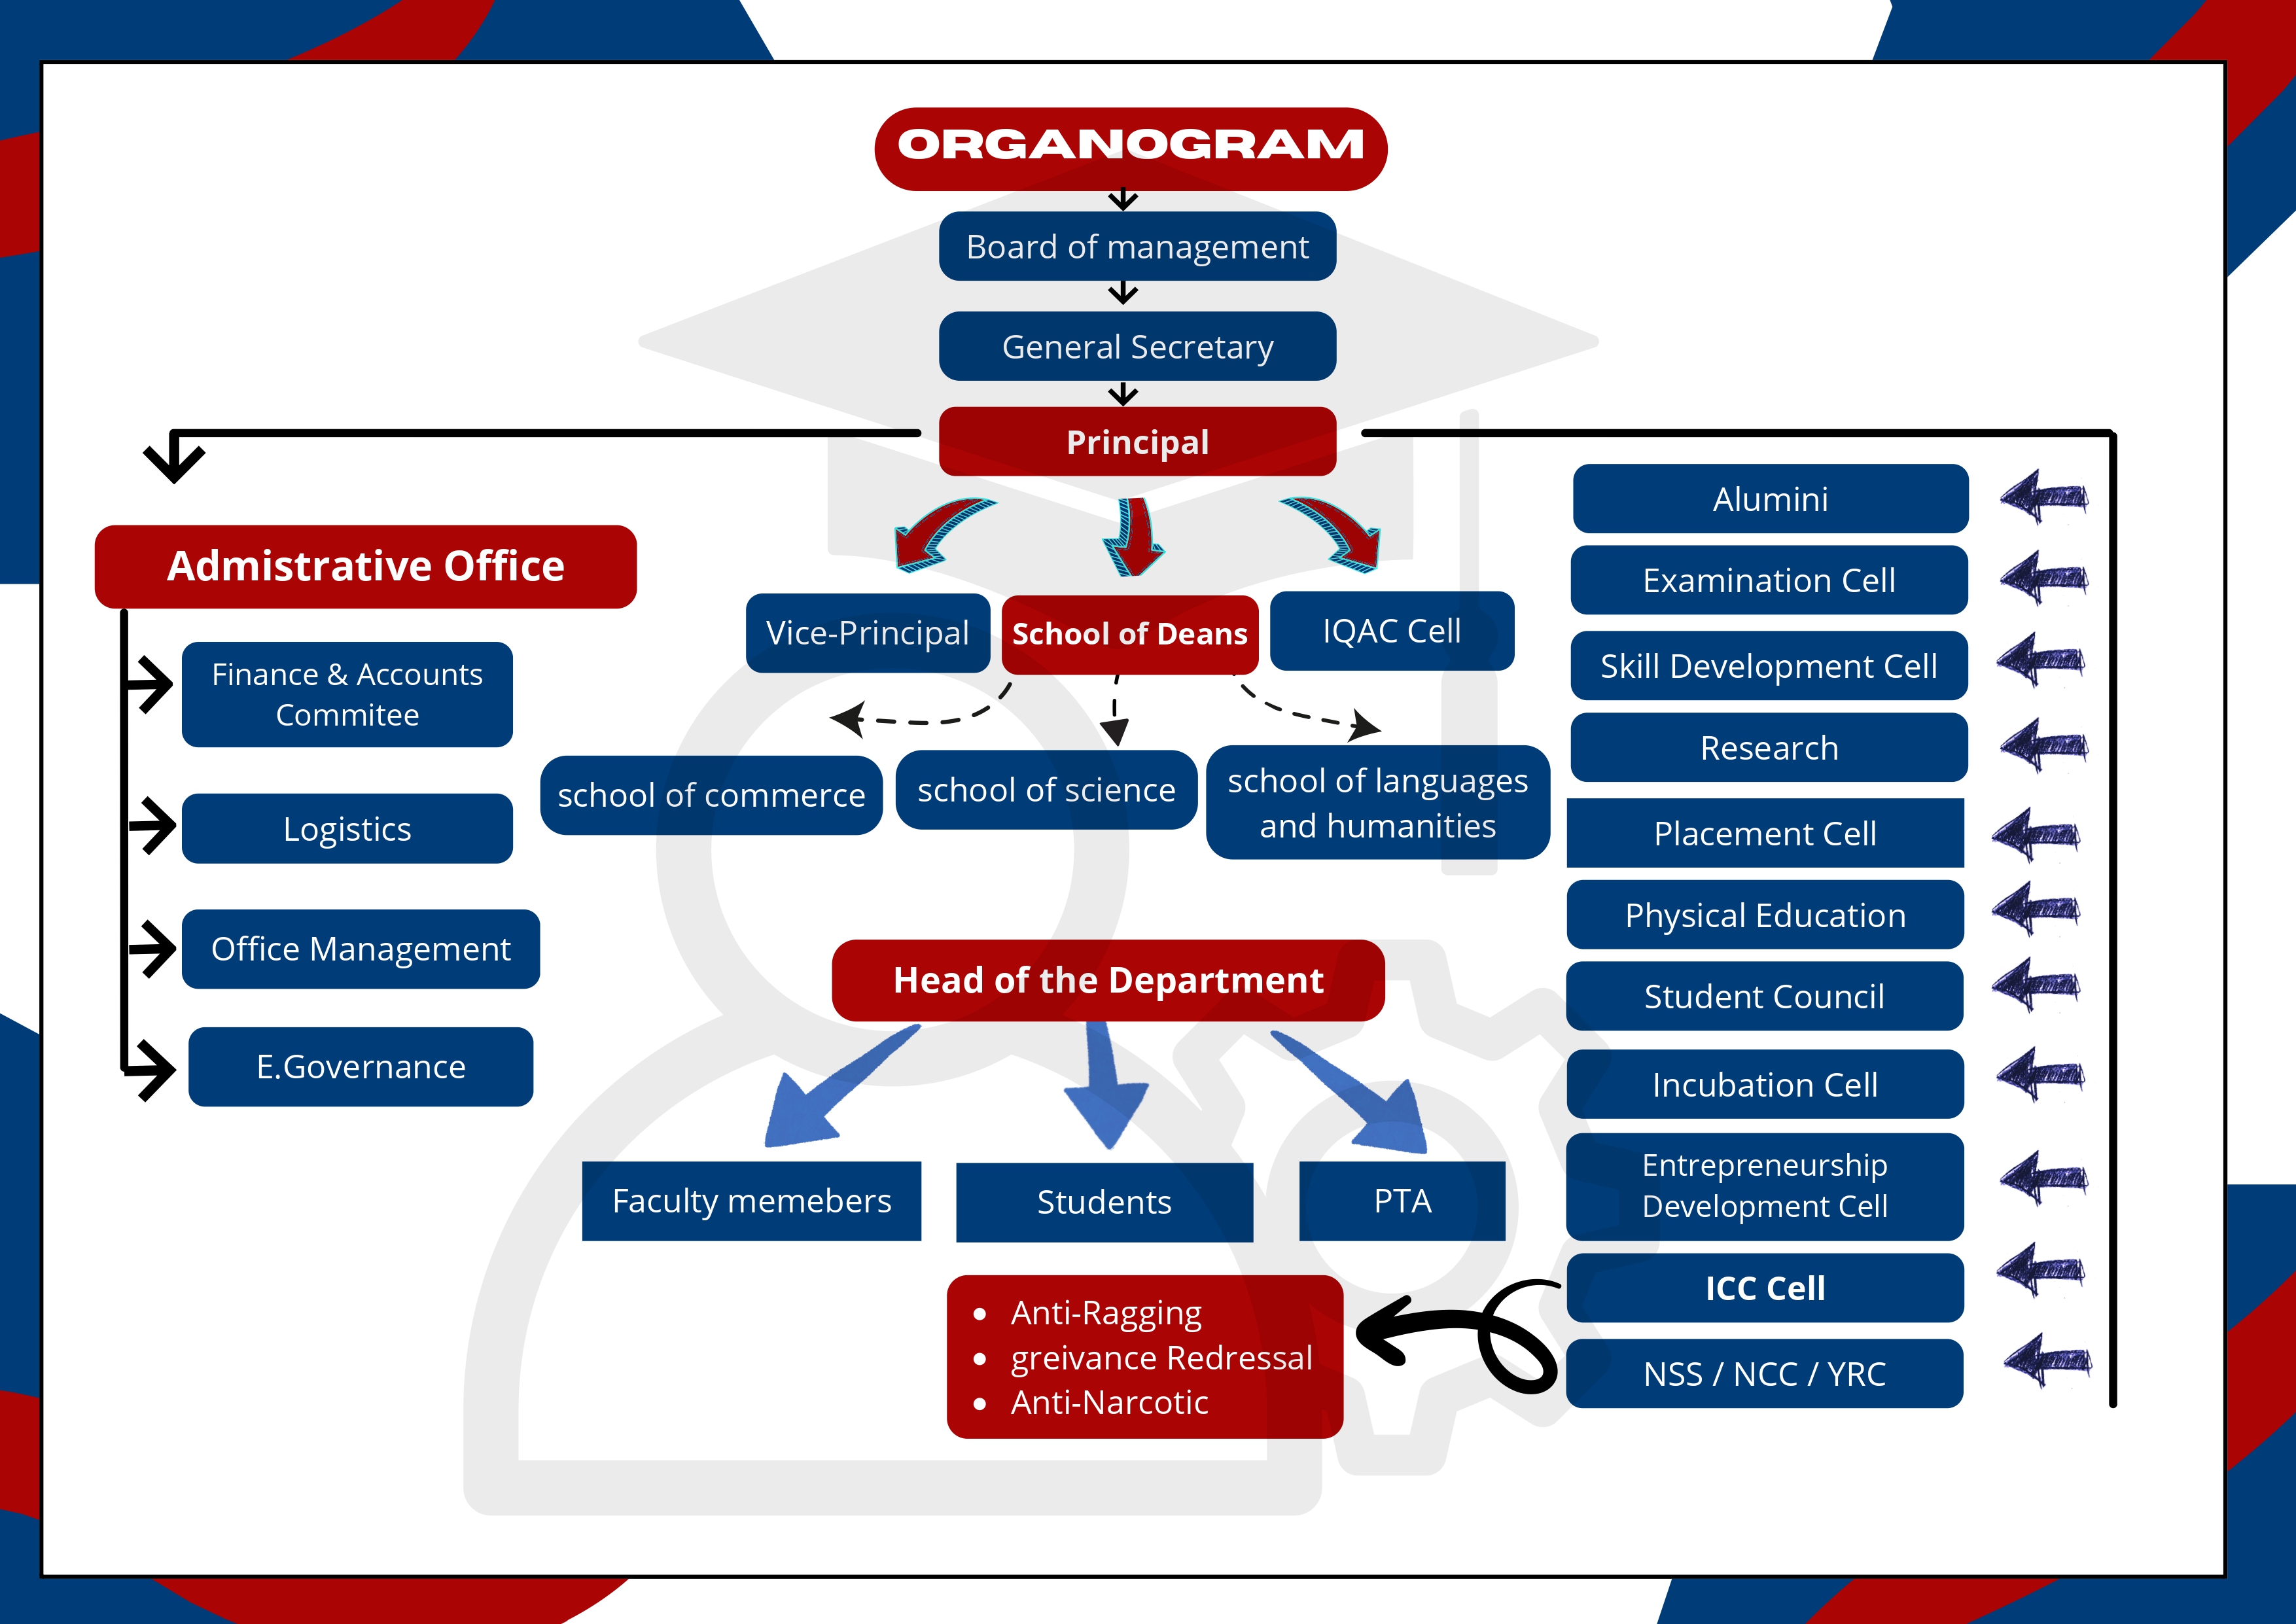 ORGANOGRAM
Board of management
General Secretary
Principal
Admistrative Office
Finance & Accounts
Commitee
Logistics
Office Management
E.Governance
Vice-Principal
School of Deans
IQAC Cell
school of commerce
school of science
school of languages
and humanities
Head of the Department
Faculty memebers
Students
PTA
• Anti-Ragging
• greivance Redressal
• Anti-Narcotic
Alumini
Examination Cell
Skill Development Cell
Research
Placement Cell
Physical Education
Student Council
Incubation Cell
Entrepreneurship
Development Cell
ICC Cell
NSS / NCC / YRC